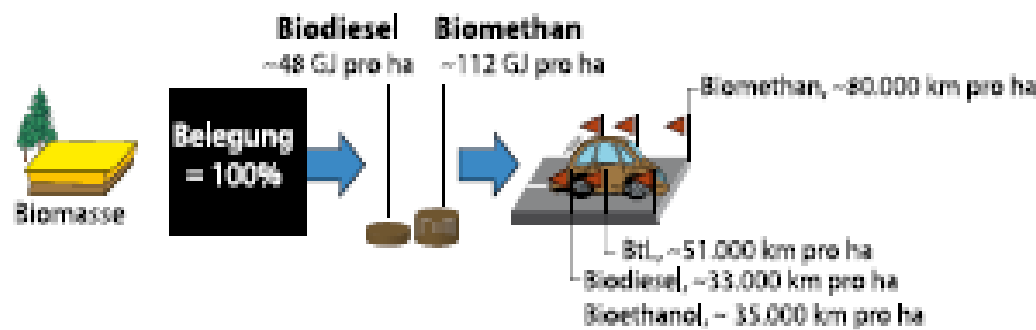 Biodiesel
~48 GJ pro ha
Biomethan
~112 GJ pro ha
Biomethan, ~80.000 km pro ha
Belegung
= 100%
Biomasse
BtL, ~51.000 km pro ha
Biodiesel, ~33.000 km pro ha
Bioethanol, ~ 35.000 km pro ha